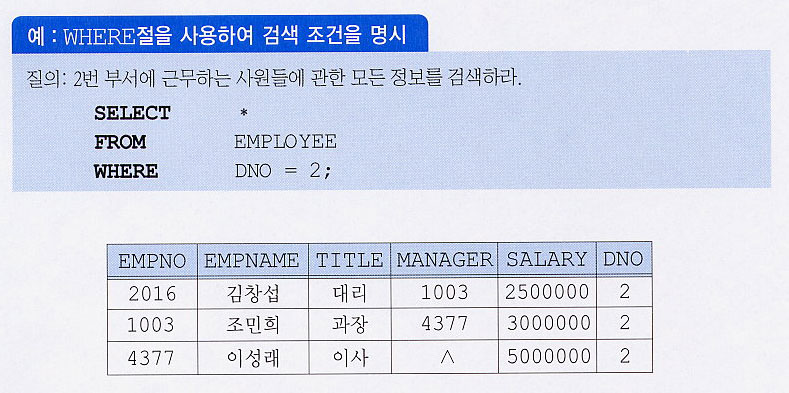 예 : WHERE절을 사용하여 검색 조건을 명시
질의: 2번 부서에 근무하는 사원들에 관한 모든 정보를 검색하라.
SELECT *
FROM EMPLOYEE
WHERE DNO = 2;
EMPNO EMPNAME TITLE MANAGER SALARY DNO
2016 김창섭 대리 1003 2500000 2
1003 조민희 과장 4377 3000000 2
4377 이성래 이사 ∧ 5000000 2